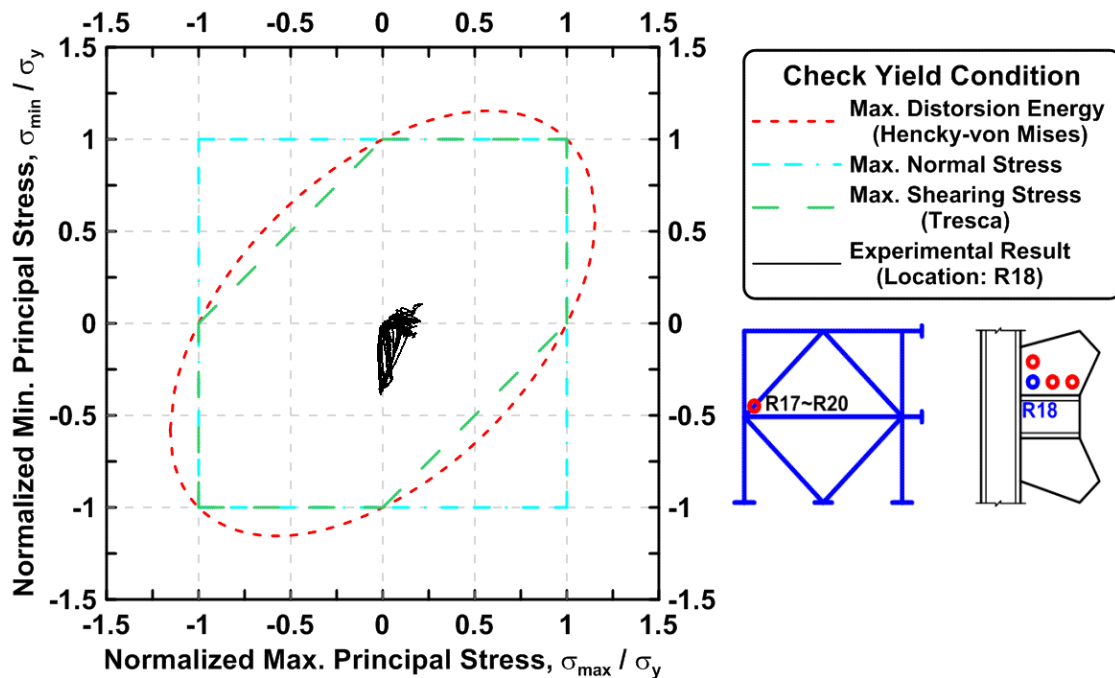 -1.5 -1 -0.5 0 0.5 1 1.5
1.5
1
0.5
0
-0.5
-1
-1.5
1.5
1
0.5
0
-0.5
-1
-1.5
-1.5 -1 -0.5 0 0.5 1 1.5
Normalized Min. Principal Stress, σmin / σy
Normalized Max. Principal Stress, σmax / σy
Check Yield Condition
Max. Distorsion Energy
(Hencky-von Mises)
Max. Normal Stress
Max. Shearing Stress
(Tresca)
Experimental Result
(Location: R18)
R17~R20
R18